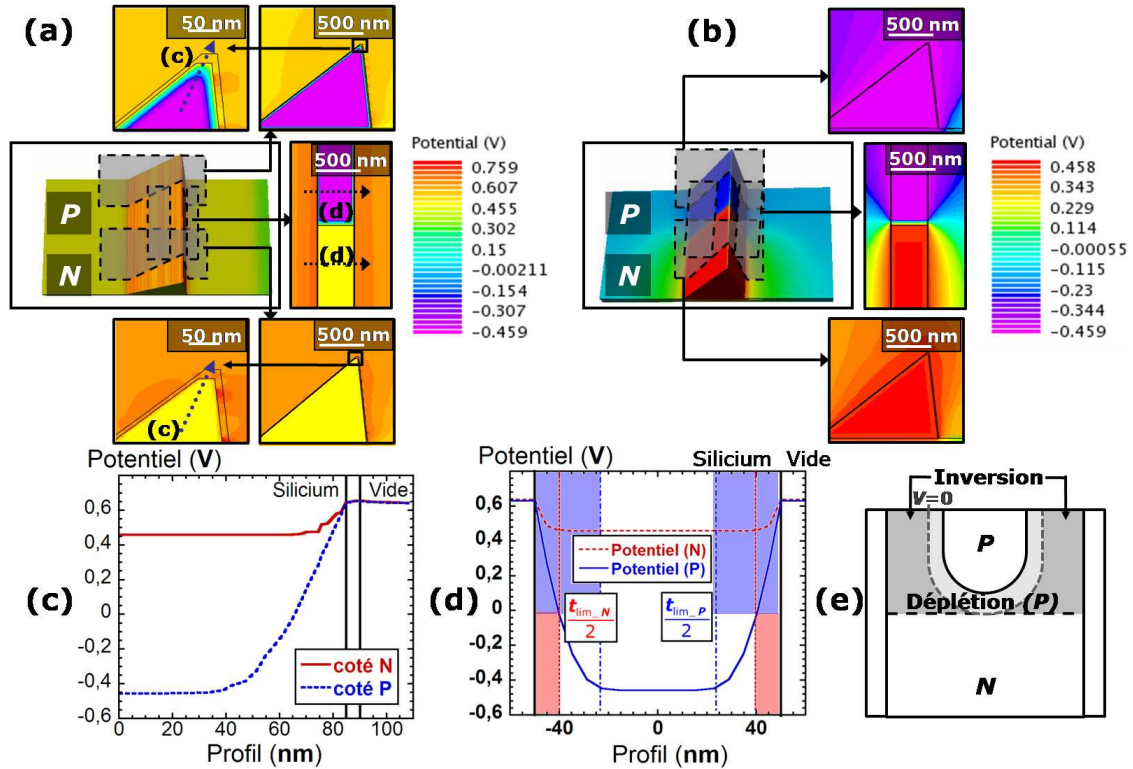 (a)
50 nm
500 nm
(c)
Potential (V)
0.759
0.607
0.455
0.302
0.15
-0.00211
-0.154
-0.307
-0.459
P
N
500 nm
(d)
(d)
50 nm
500 nm
(c)
(b)
500 nm
Potential (V)
0.458
0.343
0.229
0.114
-0.00055
-0.115
-0.23
-0.344
-0.459
P
N
500 nm
500 nm
(c)
Potentiel (V)
0,6
0,4
0,2
0
-0,2
-0,4
-0,6
Silicium
Vide
coté N
coté P
0 20 40 60 80 100
Profil (nm)
(d)
Potentiel (V)
Silicium
Vide
0,6
0,4
0,2
0
-0,2
-0,4
-0,6
Potentiel (N)
Potentiel (P)
tlim_N
2
tlim_P
2
-40 0 40
Profil (nm)
(e)
Inversion
V=0
P
Déplétion (P)
N